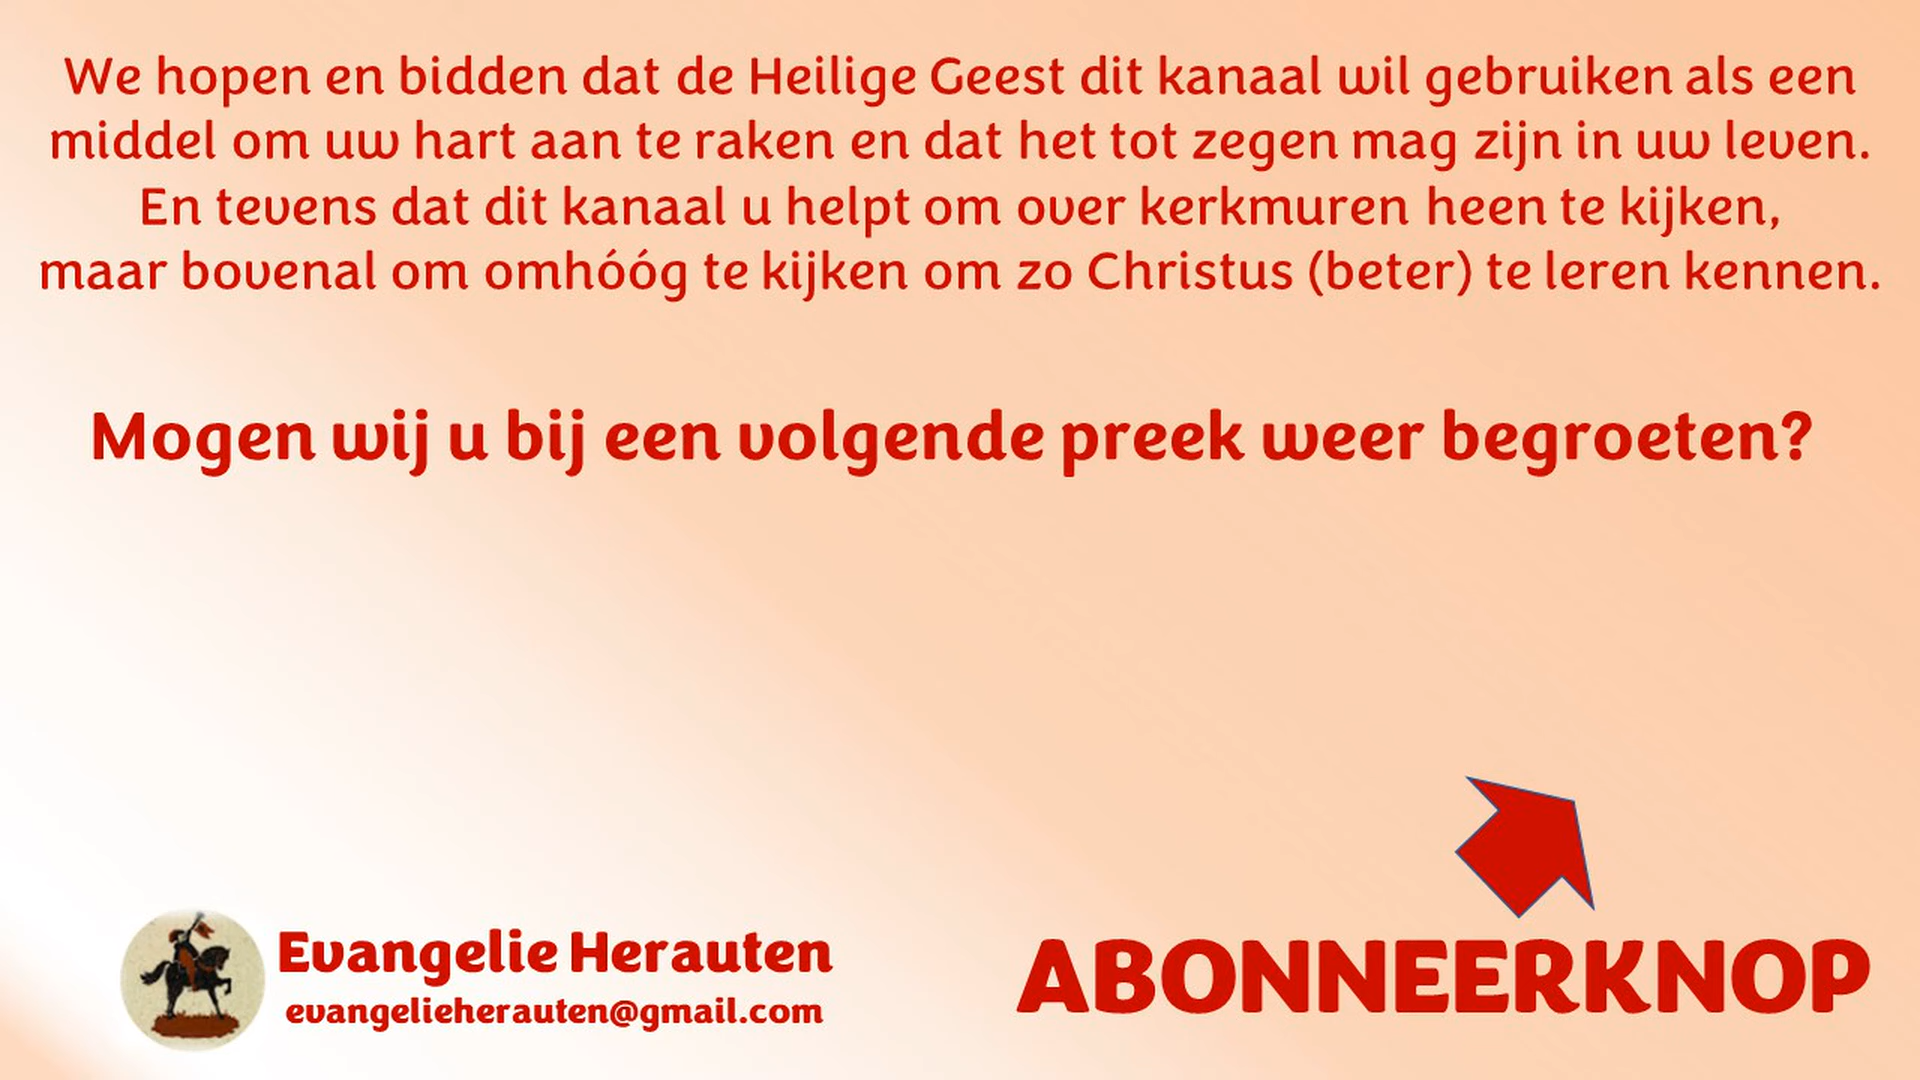 We hopen en bidden dat de Heilige Geest dit kanaal wil gebruiken als een
middel om uw hart aan te raken en dat het tot zegen mag zijn in uw leven.
En tevens dat dit kanaal u helpt om over kerkmuren heen te kijken,
maar bovenal om omhóóg te kijken om zo Christus (beter) te leren kennen.
Mogen wij u bij een volgende preek weer begroeten?
Evangelie Herauten
evangelieherauten@gmail.com
ABONNEERKNOP